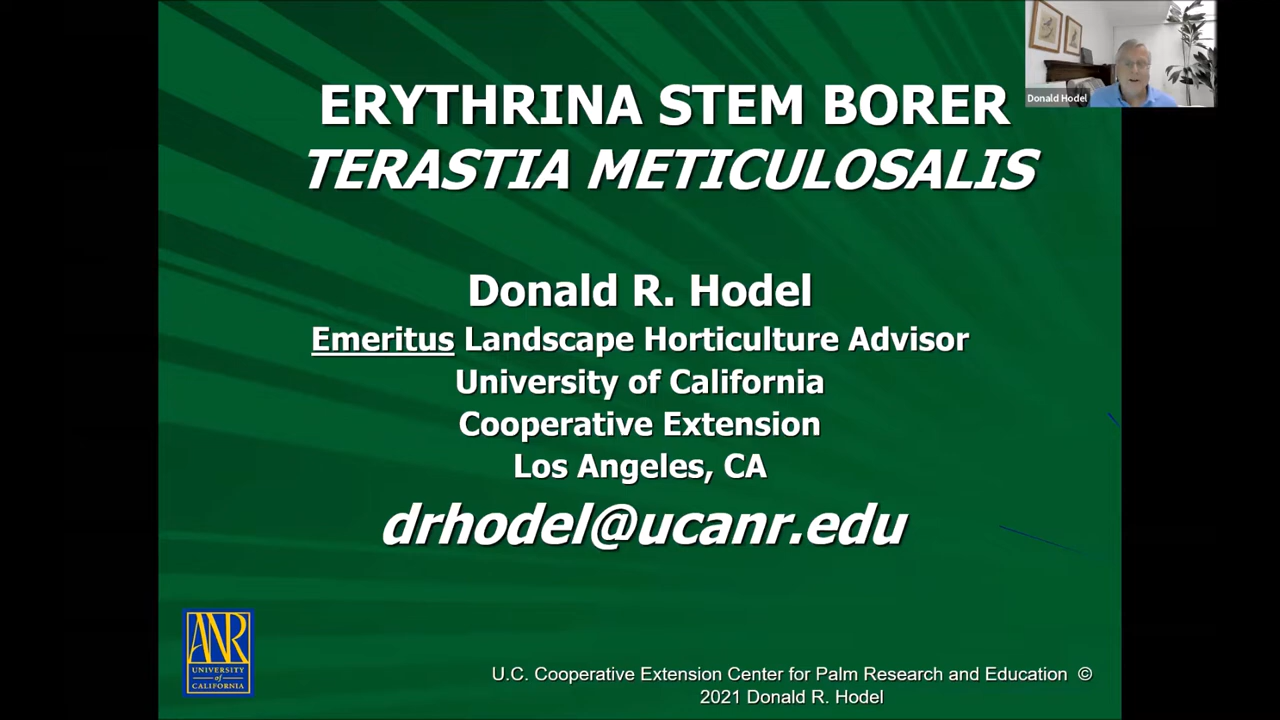 ERYTHRINA STEM BORER
TERASTIA METICULOSALIS
Donald Hodel
Donald R. Hodel
Emeritus Landscape Horticulture Advisor
University of California
Cooperative Extension
Los Angeles, CA
drhodel@ucanr.edu
ANR
UNIVERSITY
of
CALIFORNIA
U.C. Cooperative Extension Center for Palm Research and Education ©
2021 Donald R. Hodel